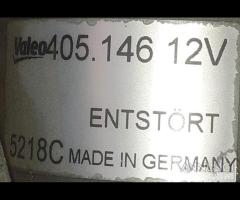 Valeo 405.146 12V
ENTSTÖRT
5218C MADE IN GERMANY